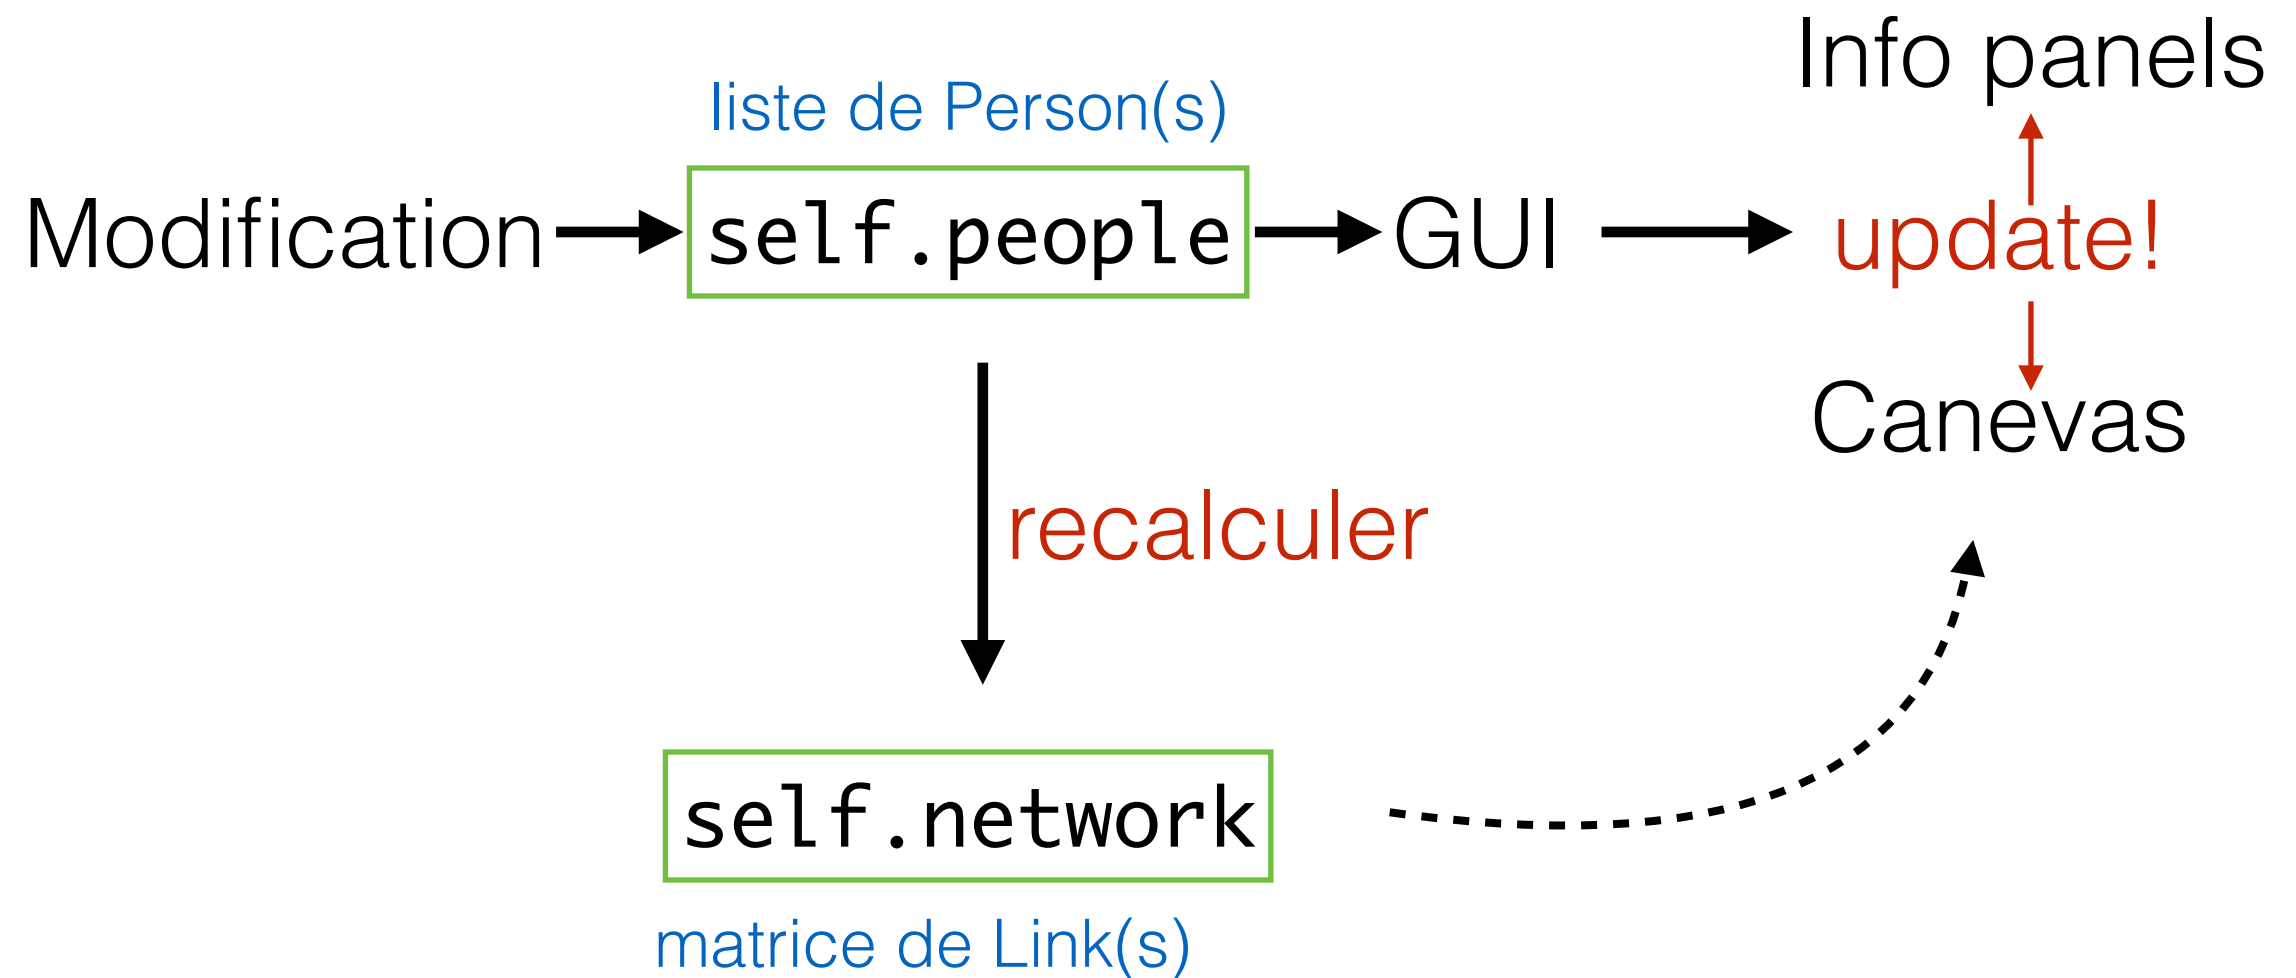 Info panels
liste de Person(s)
Modification
self.people
GUI
update!
Canevas
recalculer
self.network
matrice de Link(s)